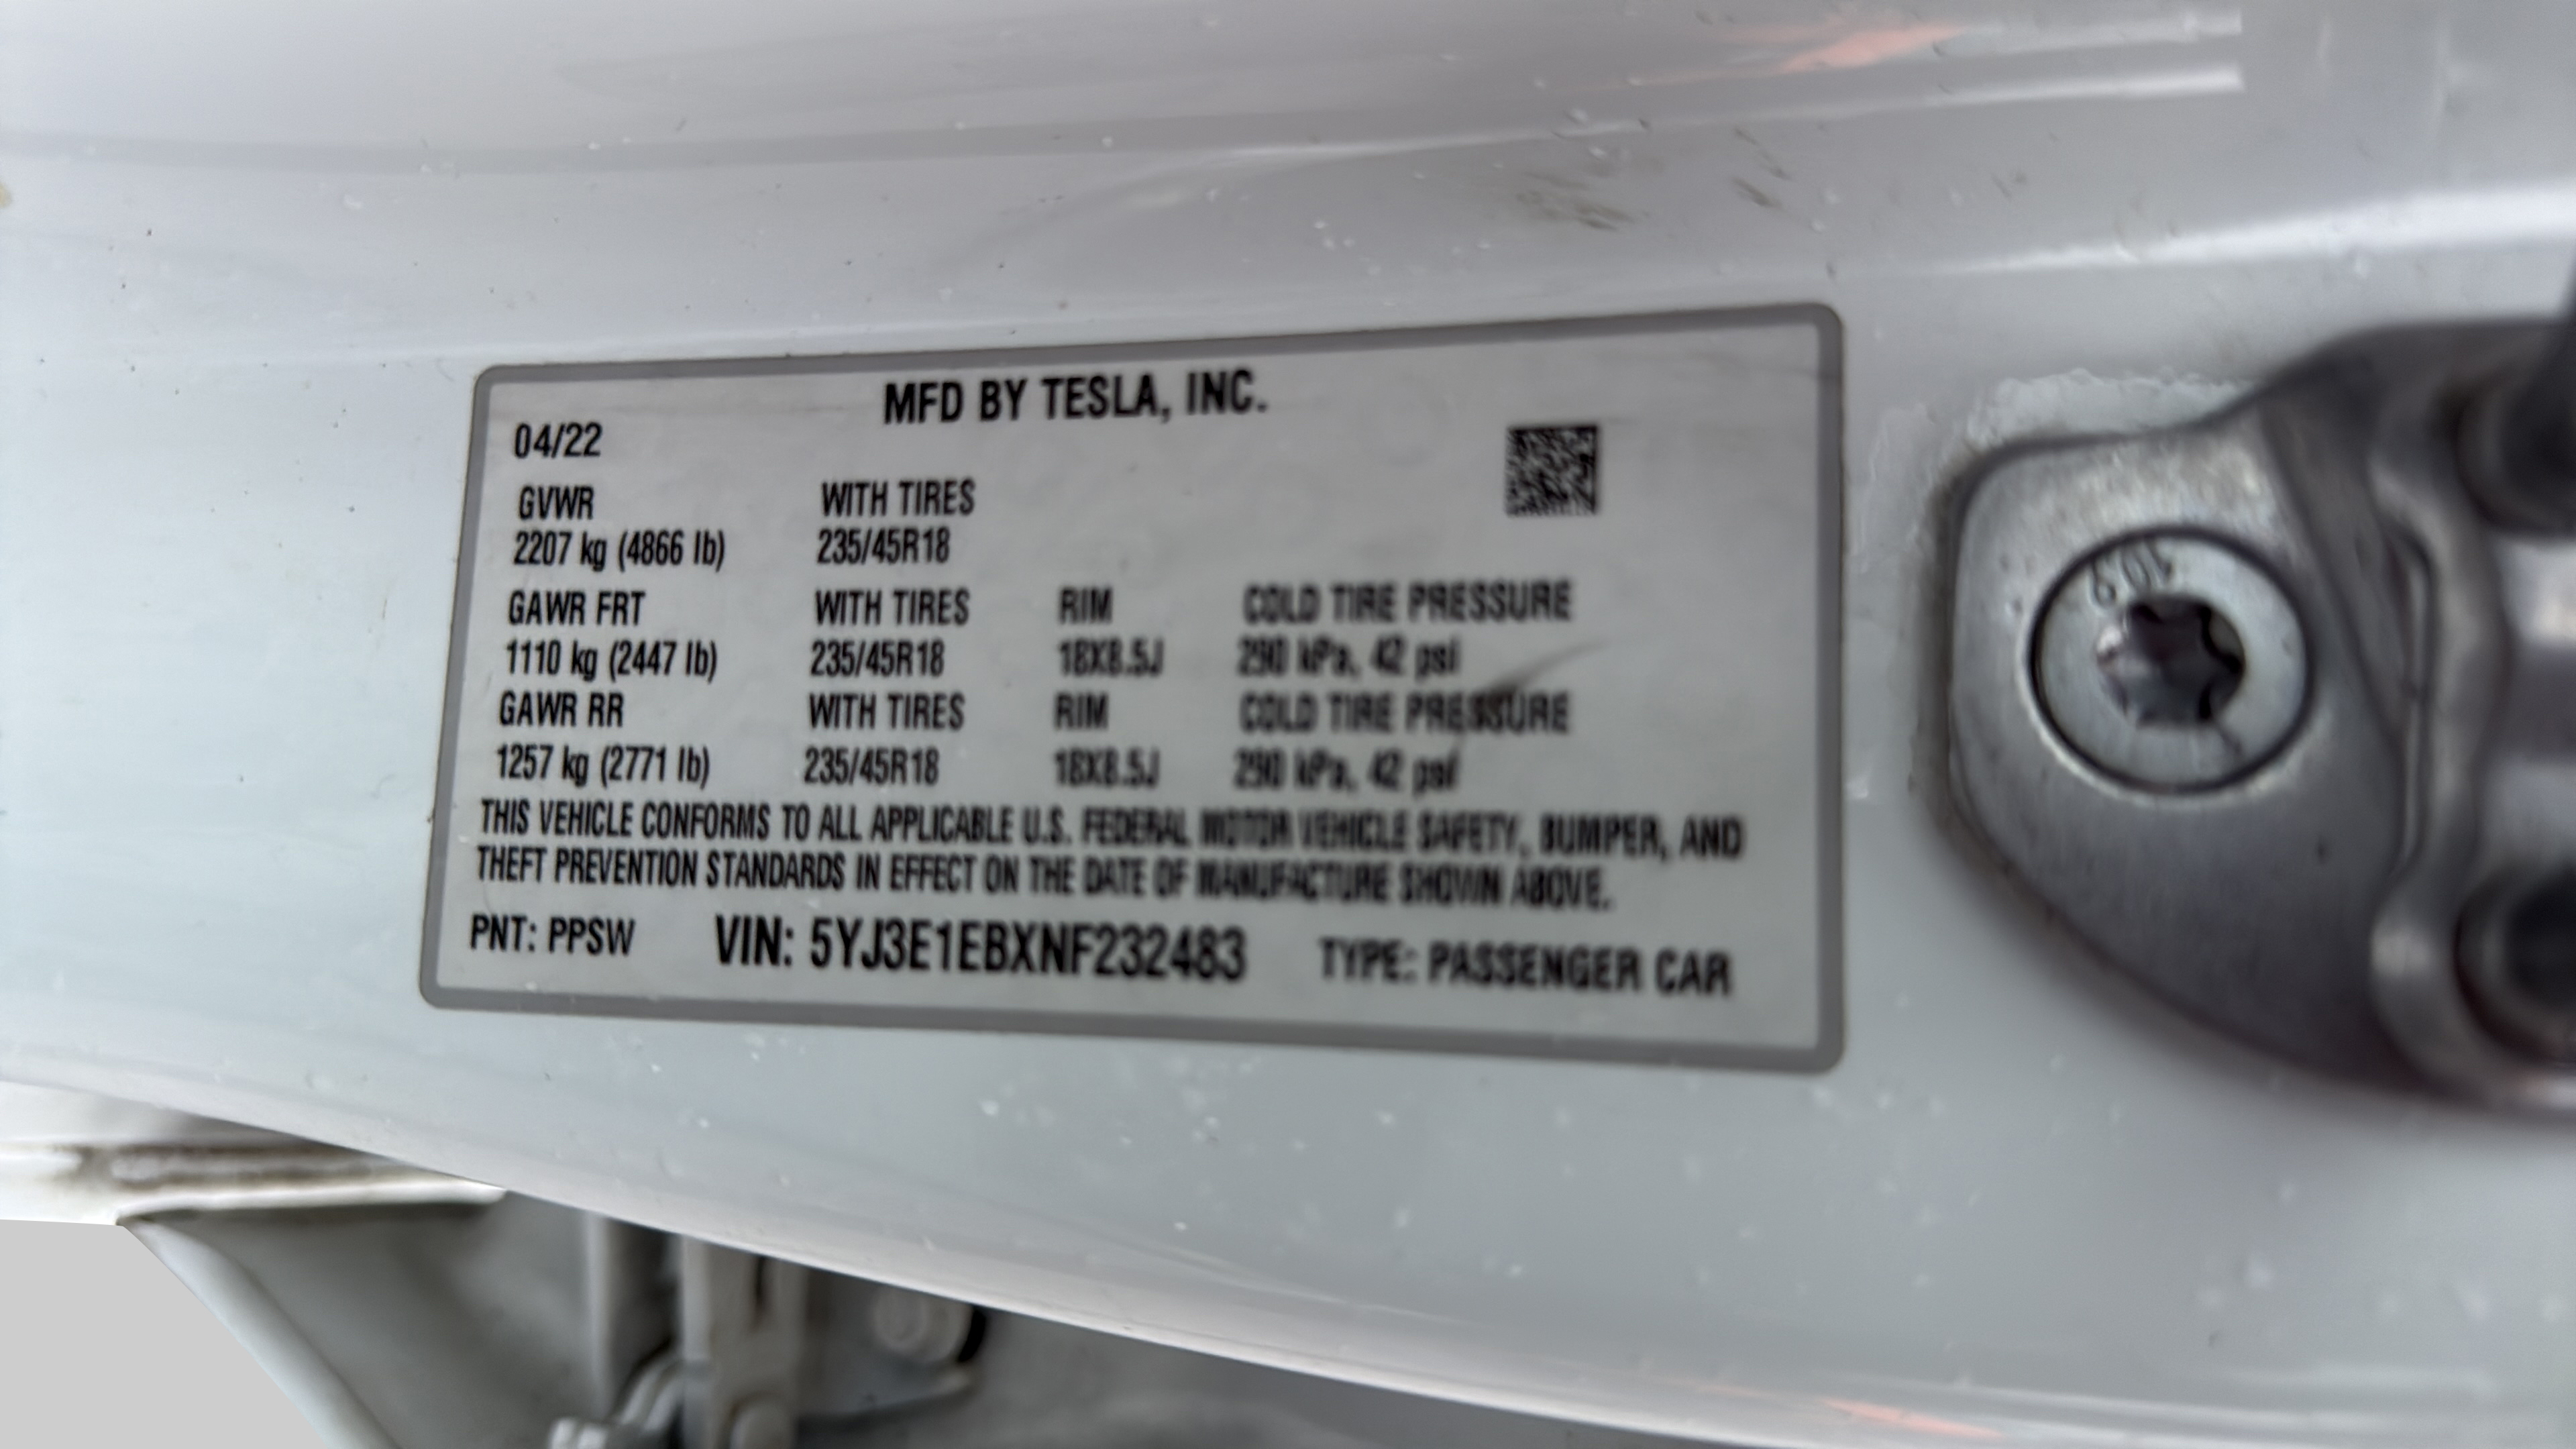 MFD BY TESLA, INC.
04/22
GVWR WITH TIRES
2207 kg (4866 lb) 235/45R18
GAWR FRT WITH TIRES RIM COLD TIRE PRESSURE
1110 kg (2447 lb) 235/45R18 18X8.5J 290 kPa, 42 psi
GAWR RR WITH TIRES RIM COLD TIRE PRESSURE
1257 kg (2771 lb) 235/45R18 18X8.5J 290 kPa, 42 psi
THIS VEHICLE CONFORMS TO ALL APPLICABLE U.S. FEDERAL MOTOR VEHICLE SAFETY, BUMPER, AND
THEFT PREVENTION STANDARDS IN EFFECT ON THE DATE OF MANUFACTURE SHOWN ABOVE.
PNT: PPSW VIN: 5YJ3E1EBXNF232483 TYPE: PASSENGER CAR
10.9